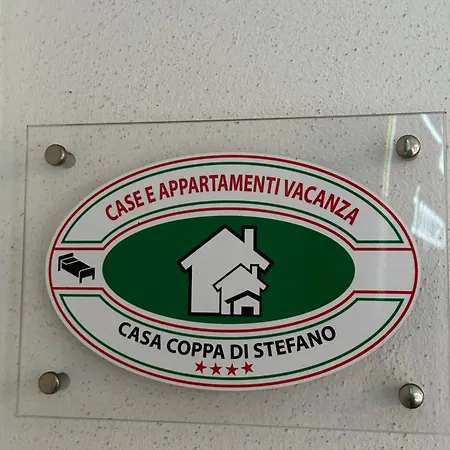 CASE E APPARTAMENTI VACANZA
CASA COPPA DI STEFANO
★★★★